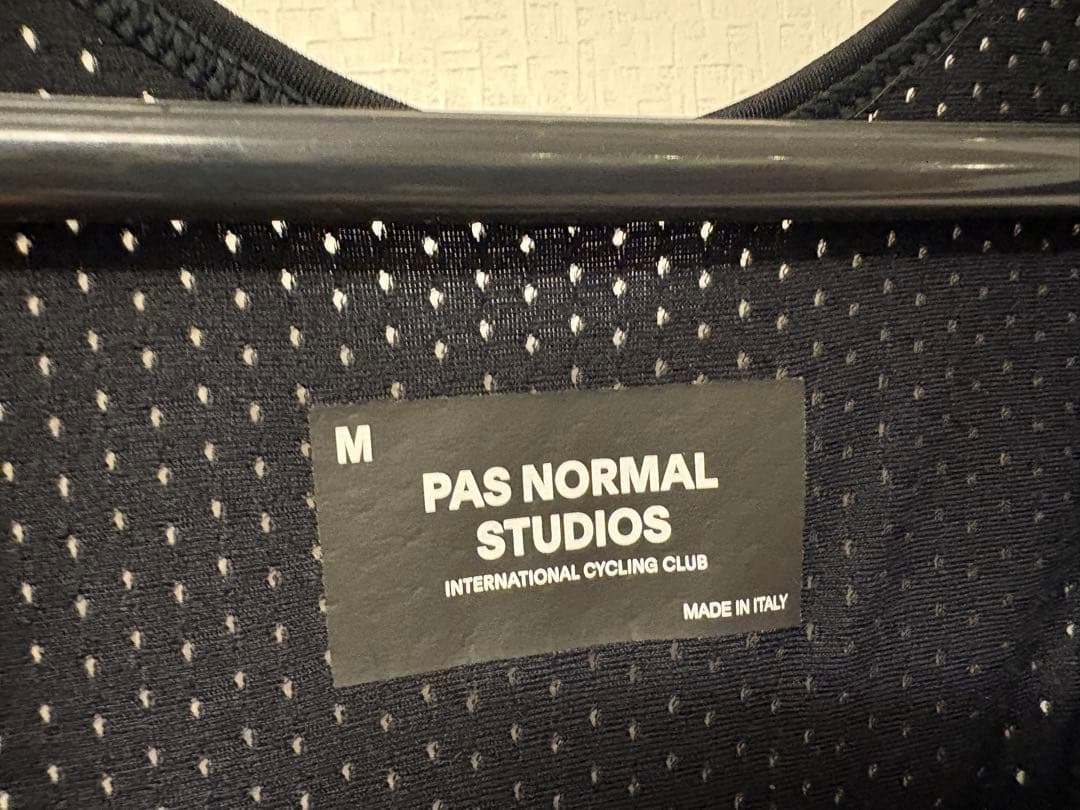 M
PAS NORMAL
STUDIOS
INTERNATIONAL CYCLING CLUB
MADE IN ITALY